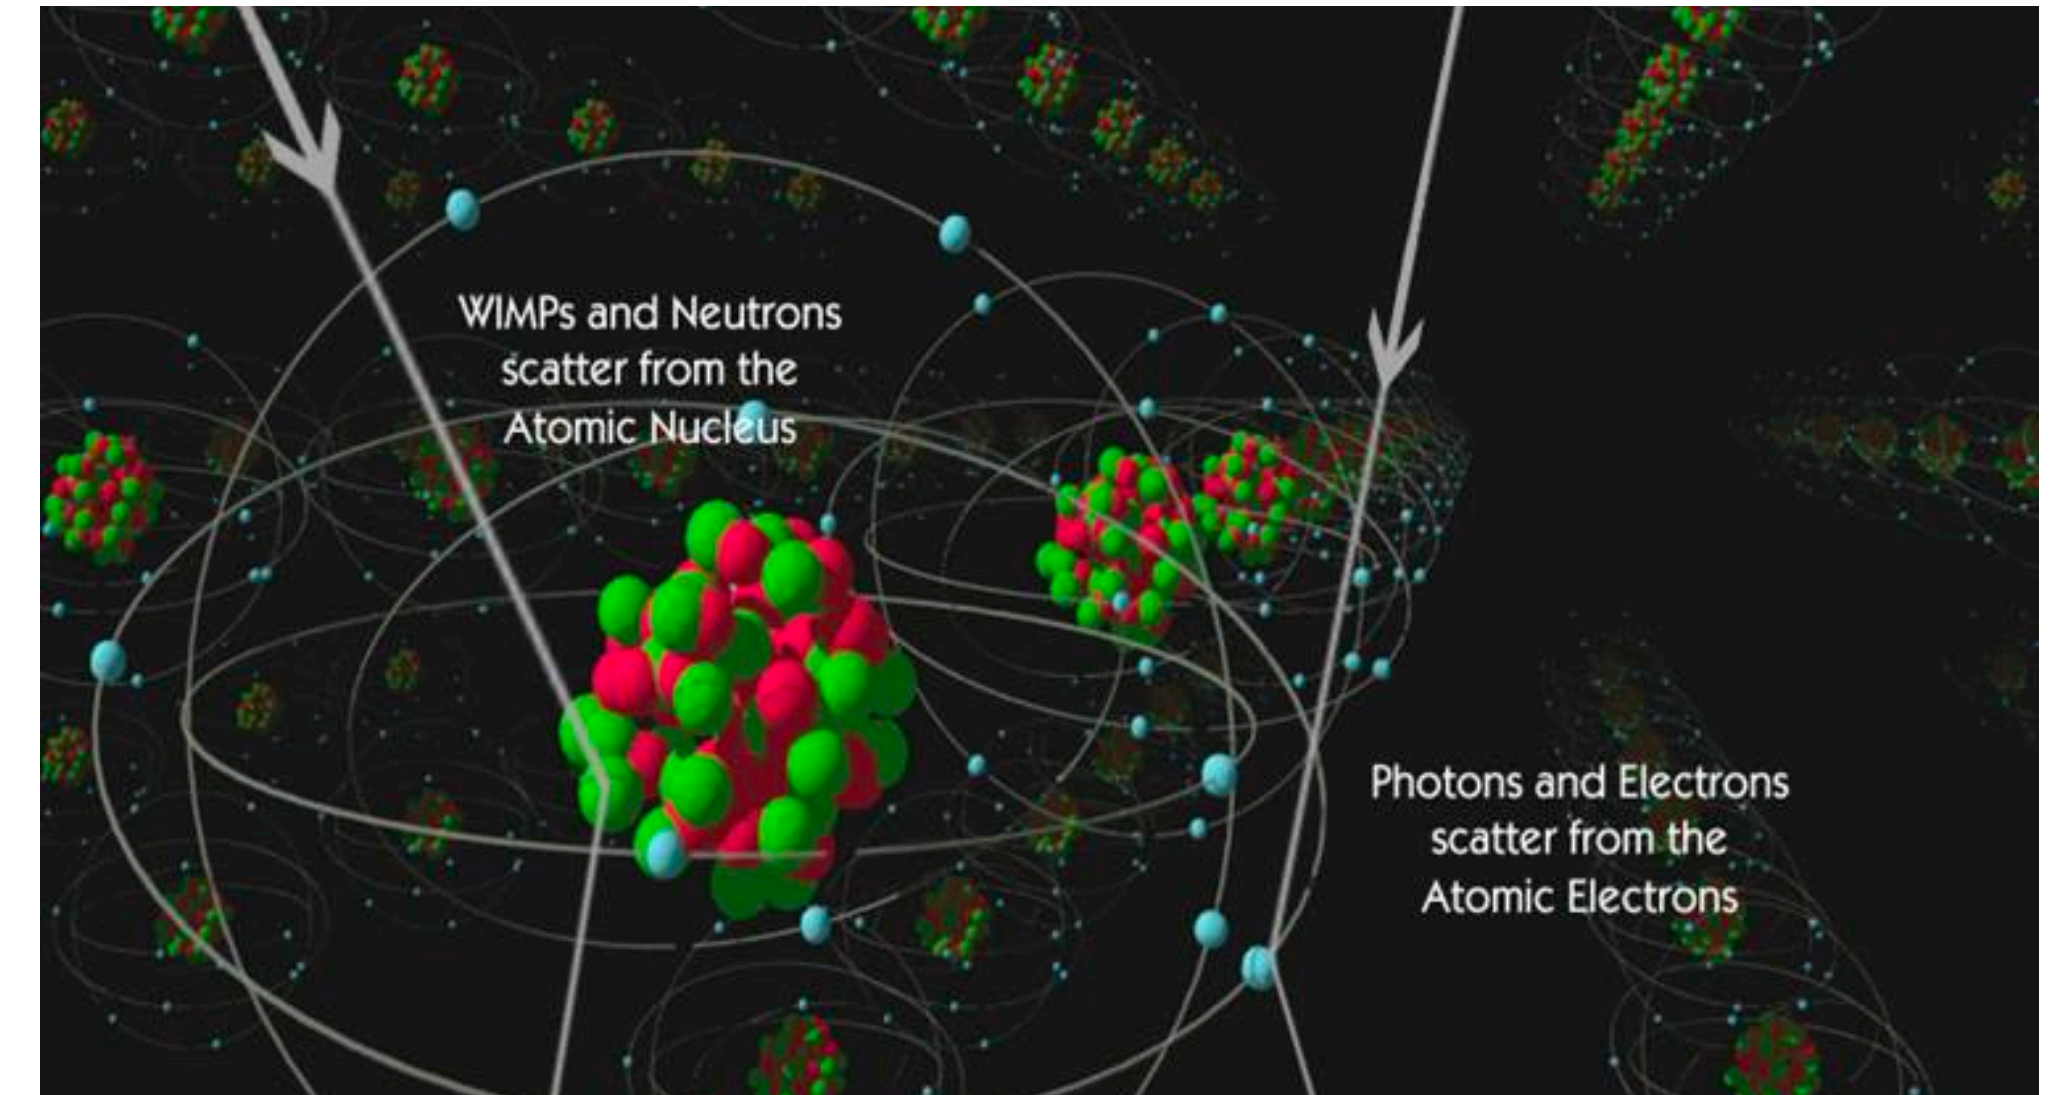 WIMPs and Neutrons
scatter from the
Atomic Nucleus
Photons and Electrons
scatter from the
Atomic Electrons